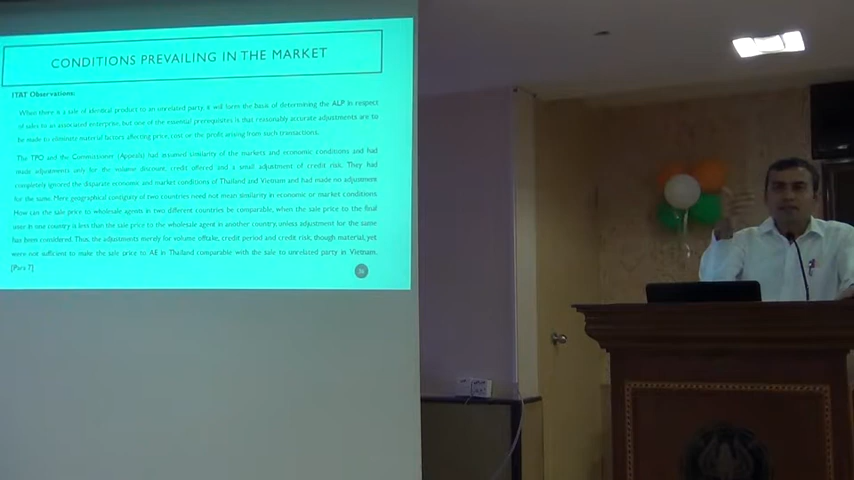 CONDITIONS PREVAILING IN THE MARKET
ITAT Observations:
When there is a sale of identical product to an unrelated party, it will form the basis of determining the ALP in respect
of sales to an associated enterprise, but one of the essential prerequisites is that reasonably accurate adjustments are to
be made to eliminate material factors affecting price, cost or the profit arising from such transactions.
The TPO and the Commissioner (Appeals) had assumed similarity of the markets and economic conditions and had
made adjustments only for the volume discount, credit offered and a small adjustment of credit risk. They had
completely ignored the disparate economic and market conditions of Thailand and Vietnam and had made no adjustment
for the same. Mere geographical contiguity of two countries need not mean similarity in economic or market conditions.
How can the sale price to wholesale agents in two different countries be comparable, when the sale price to the final
user in one country is less than the sale price to the wholesale agent in another country, unless adjustment for the same
has been considered. Thus, the adjustments merely for volume offtake, credit period and credit risk, though material, yet
were not sufficient to make the sale price to AE in Thailand comparable with the sale to unrelated party in Vietnam.
[Para 7]